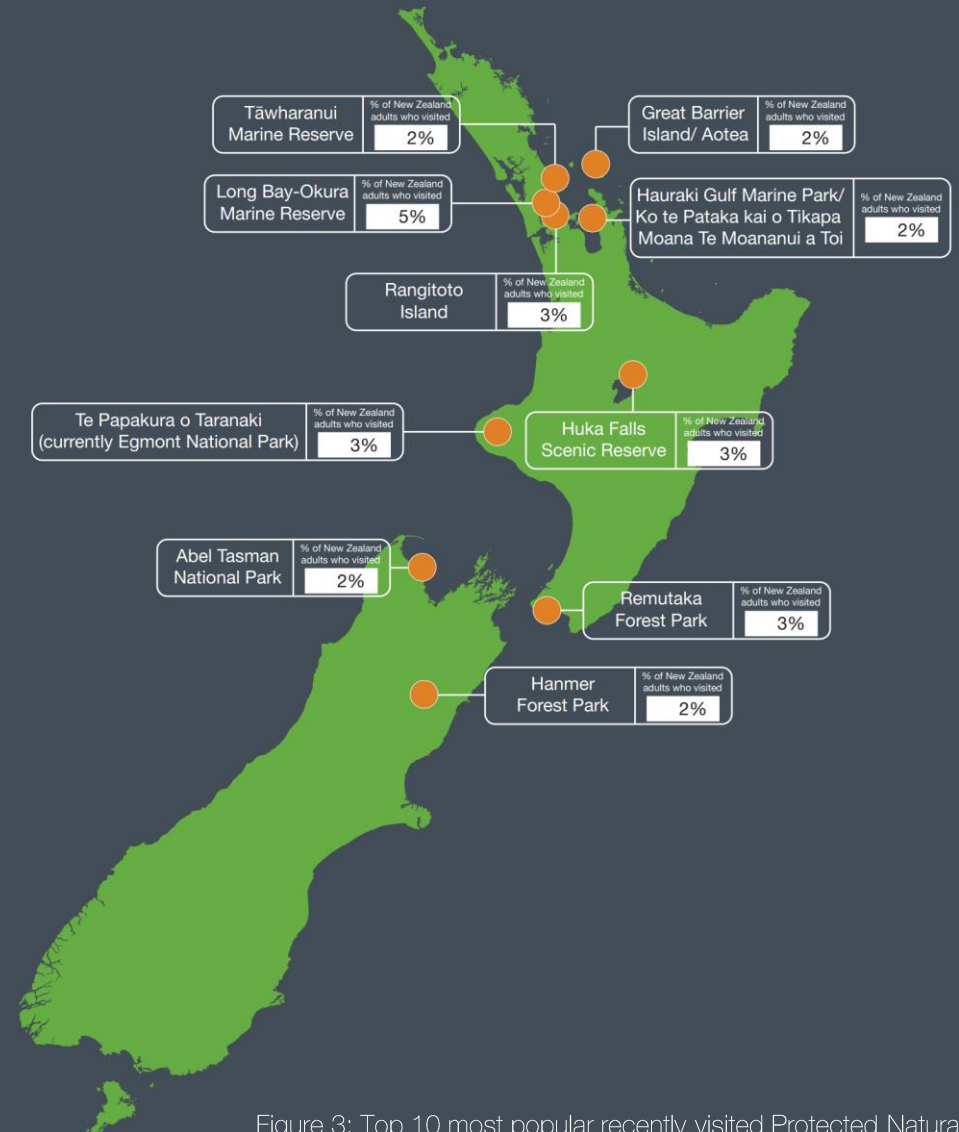 Tāwharanui
Marine Reserve
% of New Zealand
adults who visited
2%
Great Barrier
Island/ Aotea
% of New Zealand
adults who visited
2%
Long Bay-Okura
Marine Reserve
% of New Zealand
adults who visited
5%
Hauraki Gulf Marine Park/
Ko te Pataka kai o Tikapa
Moana Te Moananui a Toi
% of New Zealand
adults who visited
2%
Rangitoto
Island
% of New Zealand
adults who visited
3%
Te Papakura o Taranaki
(currently Egmont National Park)
% of New Zealand
adults who visited
3%
Huka Falls
Scenic Reserve
% of New Zealand
adults who visited
3%
Abel Tasman
National Park
% of New Zealand
adults who visited
2%
Remutaka
Forest Park
% of New Zealand
adults who visited
3%
Hanmer
Forest Park
% of New Zealand
adults who visited
2%
Figure 3: Top 10 most popular recently visited Protected Natura